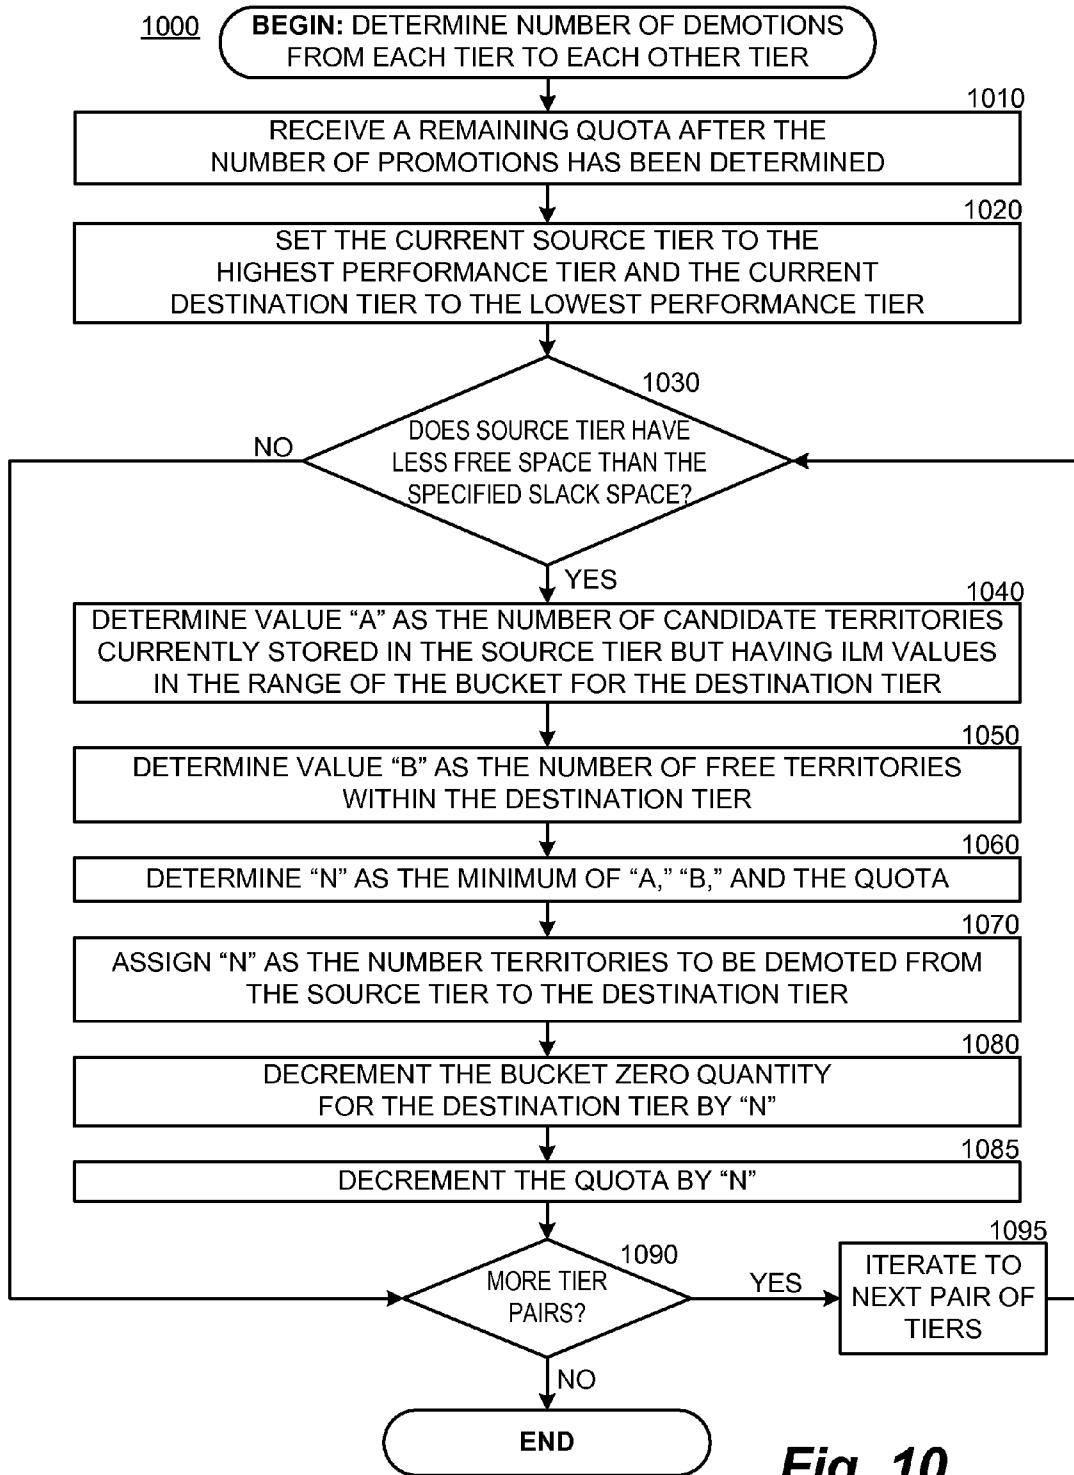 1000
BEGIN: DETERMINE NUMBER OF DEMOTIONS
FROM EACH TIER TO EACH OTHER TIER
1010
RECEIVE A REMAINING QUOTA AFTER THE
NUMBER OF PROMOTIONS HAS BEEN DETERMINED
1020
SET THE CURRENT SOURCE TIER TO THE
HIGHEST PERFORMANCE TIER AND THE CURRENT
DESTINATION TIER TO THE LOWEST PERFORMANCE TIER
1030
DOES SOURCE TIER HAVE
LESS FREE SPACE THAN THE
SPECIFIED SLACK SPACE?
NO
YES
1040
DETERMINE VALUE “A” AS THE NUMBER OF CANDIDATE TERRITORIES
CURRENTLY STORED IN THE SOURCE TIER BUT HAVING ILM VALUES
IN THE RANGE OF THE BUCKET FOR THE DESTINATION TIER
1050
DETERMINE VALUE “B” AS THE NUMBER OF FREE TERRITORIES
WITHIN THE DESTINATION TIER
1060
DETERMINE “N” AS THE MINIMUM OF “A,” “B,” AND THE QUOTA
1070
ASSIGN “N” AS THE NUMBER TERRITORIES TO BE DEMOTED FROM
THE SOURCE TIER TO THE DESTINATION TIER
1080
DECREMENT THE BUCKET ZERO QUANTITY
FOR THE DESTINATION TIER BY “N”
1085
DECREMENT THE QUOTA BY “N”
1090
MORE TIER
PAIRS?
YES
1095
ITERATE TO
NEXT PAIR OF
TIERS
NO
END
Fig. 10